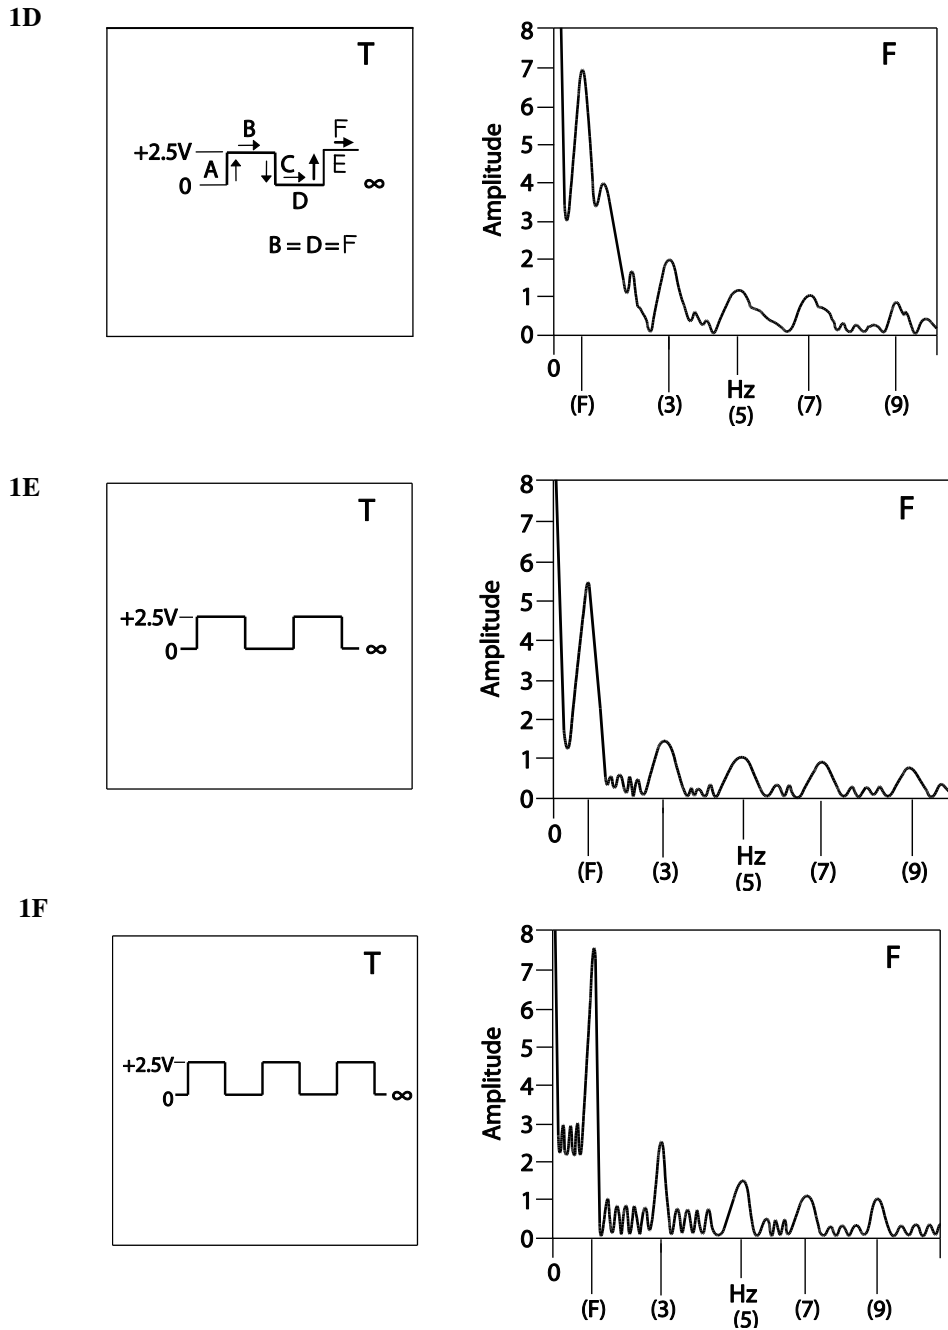 1D
T
B
F
+2.5V
A
C
E
0
D
∞
B = D = F
F
Amplitude
8
7
6
5
4
3
2
1
0
0
Hz
(F)
(3)
(5)
(7)
(9)
1E
T
+2.5V
0
∞
F
Amplitude
8
7
6
5
4
3
2
1
0
0
Hz
(F)
(3)
(5)
(7)
(9)
1F
T
+2.5V
0
∞
F
Amplitude
8
7
6
5
4
3
2
1
0
0
Hz
(F)
(3)
(5)
(7)
(9)